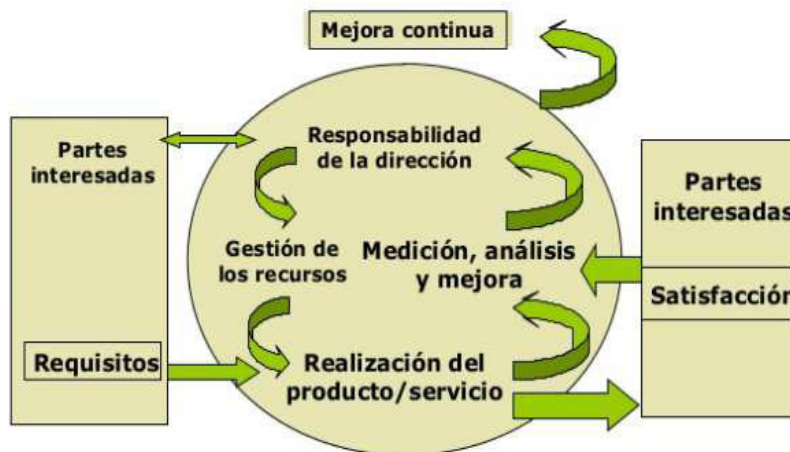 Mejora continua
Partes
interesadas
Responsabilidad
de la dirección
Partes
interesadas
Gestión de
los recursos
Medición, análisis
y mejora
Satisfacción
Requisitos
Realización del
producto/servicio